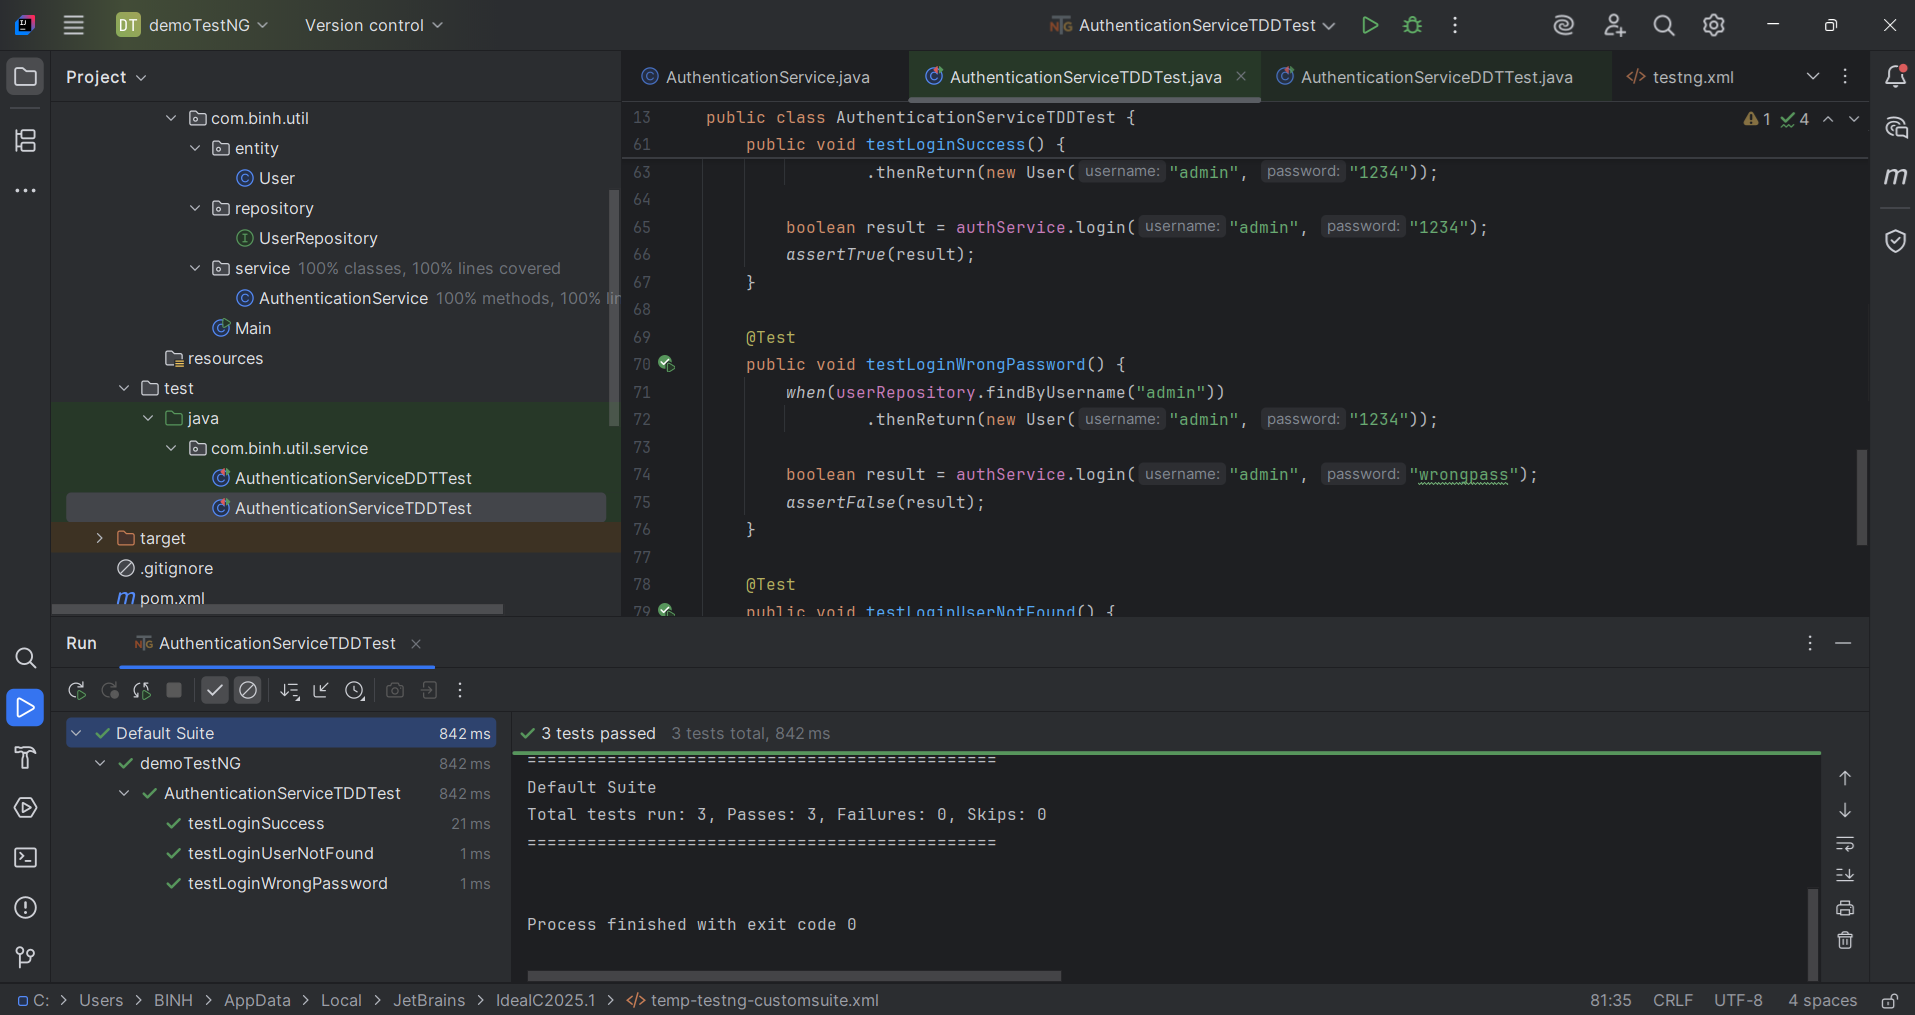 DT demoTestNG Version control AuthenticationServiceTDDTest
Project
AuthenticationService.java AuthenticationServiceTDDTest.java AuthenticationServiceDDTTest.java testng.xml
com.binh.util
entity
User
repository
UserRepository
service 100% classes, 100% lines covered
AuthenticationService 100% methods, 100% lin
Main
resources
test
java
com.binh.util.service
AuthenticationServiceDDTTest
AuthenticationServiceTDDTest
target
.gitignore
pom.xml
13 public class AuthenticationServiceTDDTest {
1 4
61 public void testLoginSuccess() {
63 .thenReturn(new User( username: "admin", password: "1234"));
64
65 boolean result = authService.login( username: "admin", password: "1234");
66 assertTrue(result);
67 }
68
69 @Test
70 public void testLoginWrongPassword() {
71 when(userRepository.findByUsername("admin"))
72 .thenReturn(new User( username: "admin", password: "1234"));
73
74 boolean result = authService.login( username: "admin", password: "wrongpass");
75 assertFalse(result);
76 }
77
78 @Test
79 public void testLoginUserNotFound() {
Run AuthenticationServiceTDDTest
Default Suite 842 ms
demoTestNG 842 ms
AuthenticationServiceTDDTest 842 ms
testLoginSuccess 21 ms
testLoginUserNotFound 1 ms
testLoginWrongPassword 1 ms
3 tests passed 3 tests total, 842 ms
===============================================
Default Suite
Total tests run: 3, Passes: 3, Failures: 0, Skips: 0
===============================================
Process finished with exit code 0
C: > Users > BINH > AppData > Local > JetBrains > IdeaIC2025.1 > temp-testng-customsuite.xml
81:35 CRLF UTF-8 4 spaces